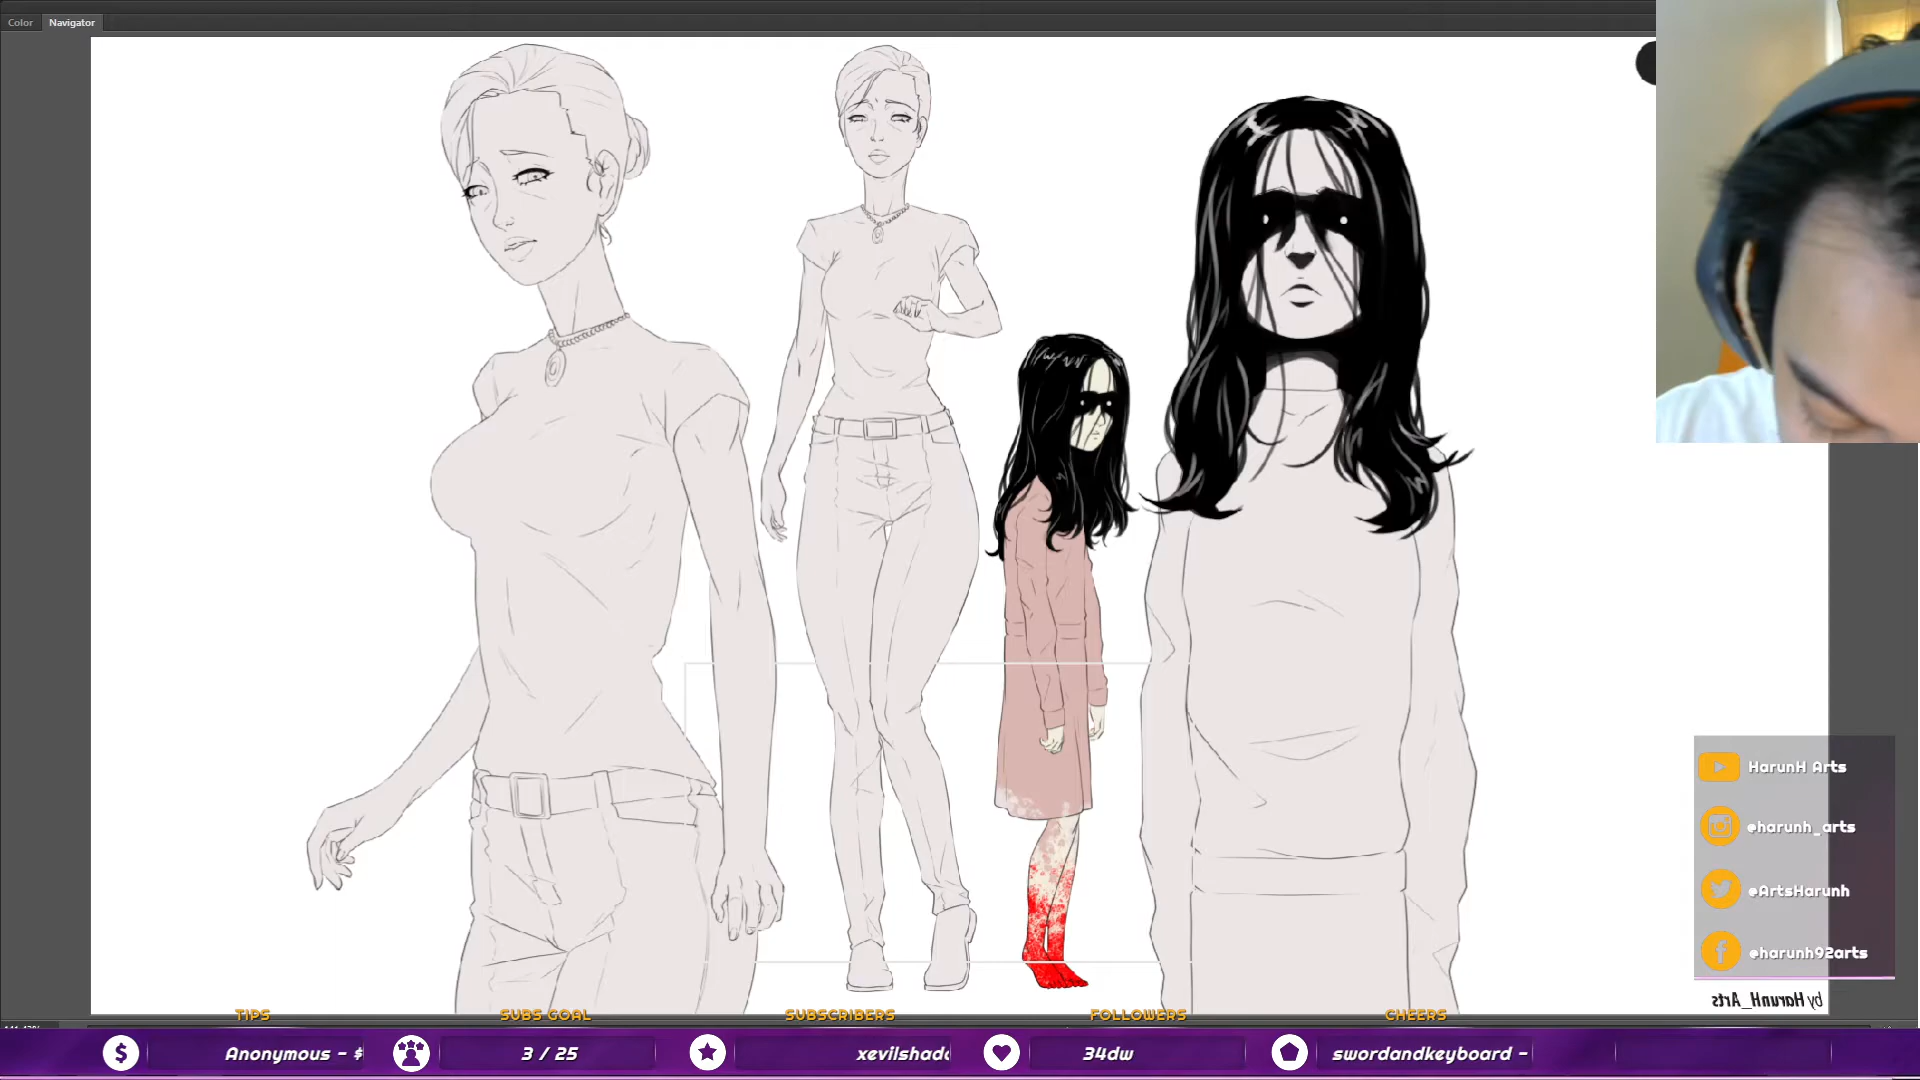 Color Navigator
HarunH Arts
@harunh_arts
@ArtsHarunh
@harunh92arts
by HarunH_Arts
TIPS SUBS GOAL SUBSCRIBERS FOLLOWERS CHEERS
Anonymous - $ 3 / 25 xevilshad 34dw swordandkeyboard -